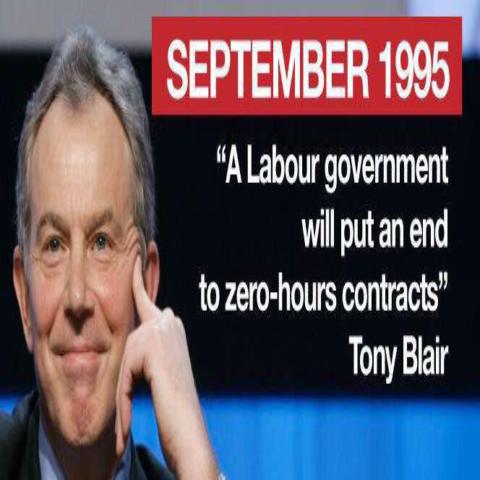 SEPTEMBER 1995
“A Labour government
will put an end
to zero-hours contracts”
Tony Blair